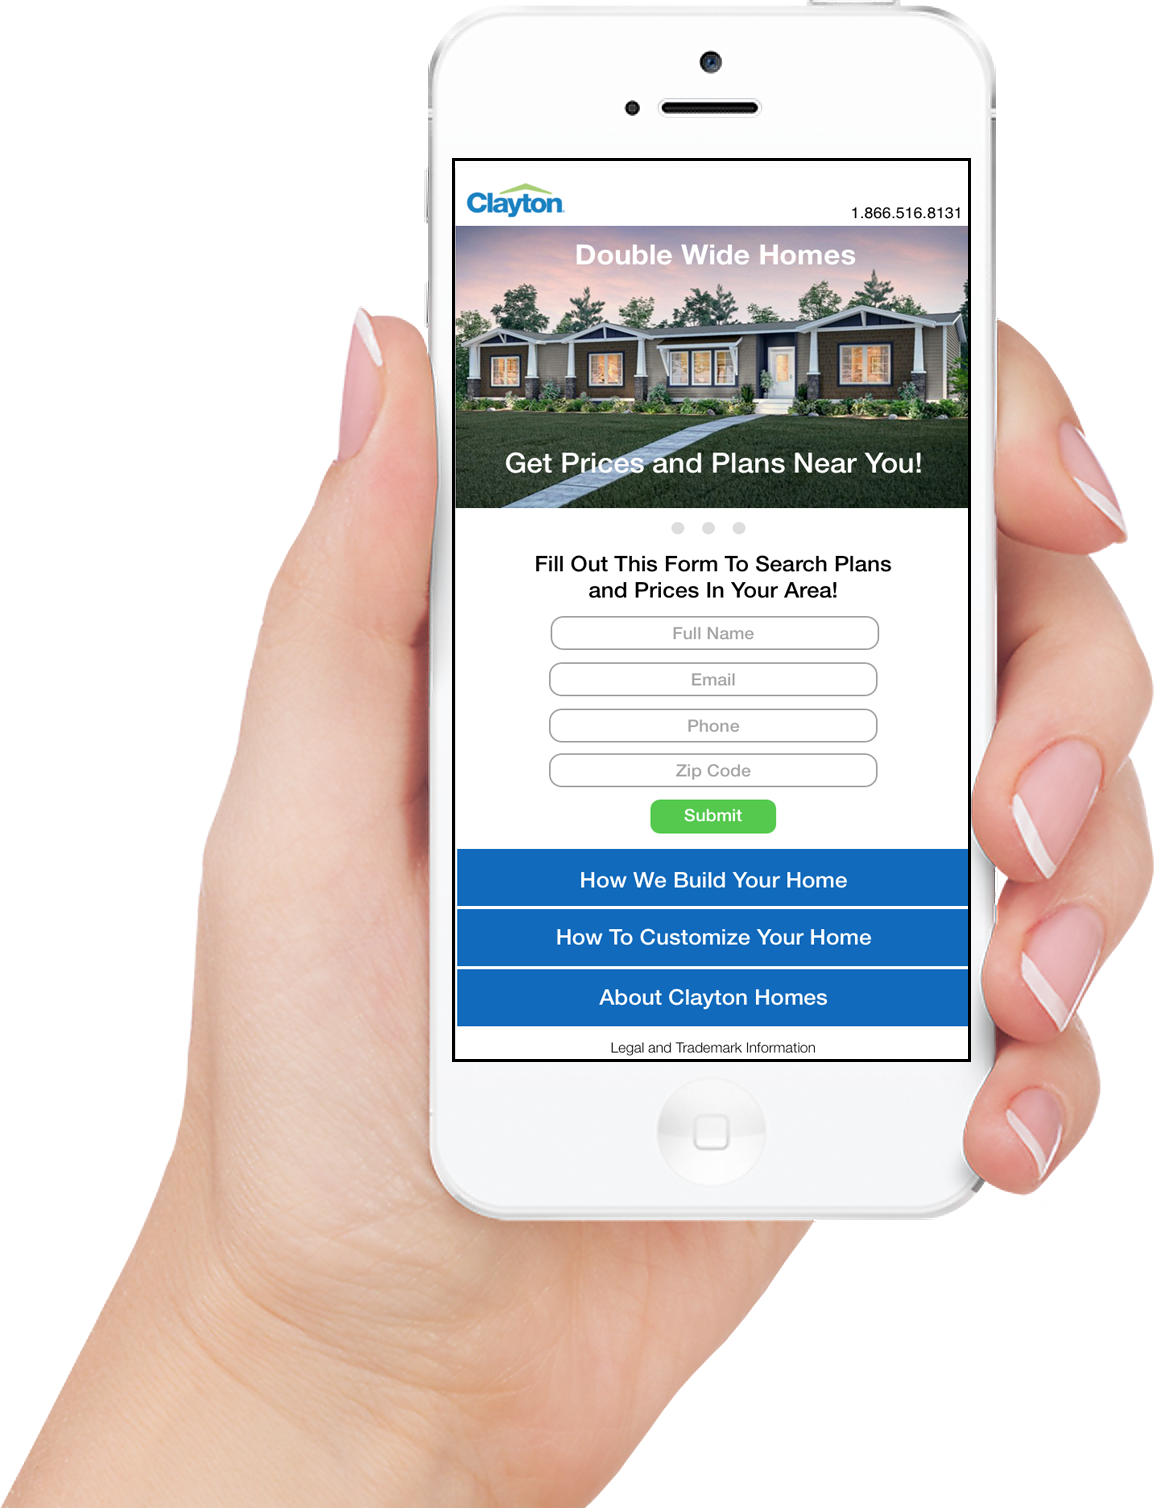 Clayton
1.866.516.8131
Double Wide Homes
Get Prices and Plans Near You!
Fill Out This Form To Search Plans
and Prices In Your Area!
Full Name
Email
Phone
Zip Code
Submit
How We Build Your Home
How To Customize Your Home
About Clayton Homes
Legal and Trademark Information